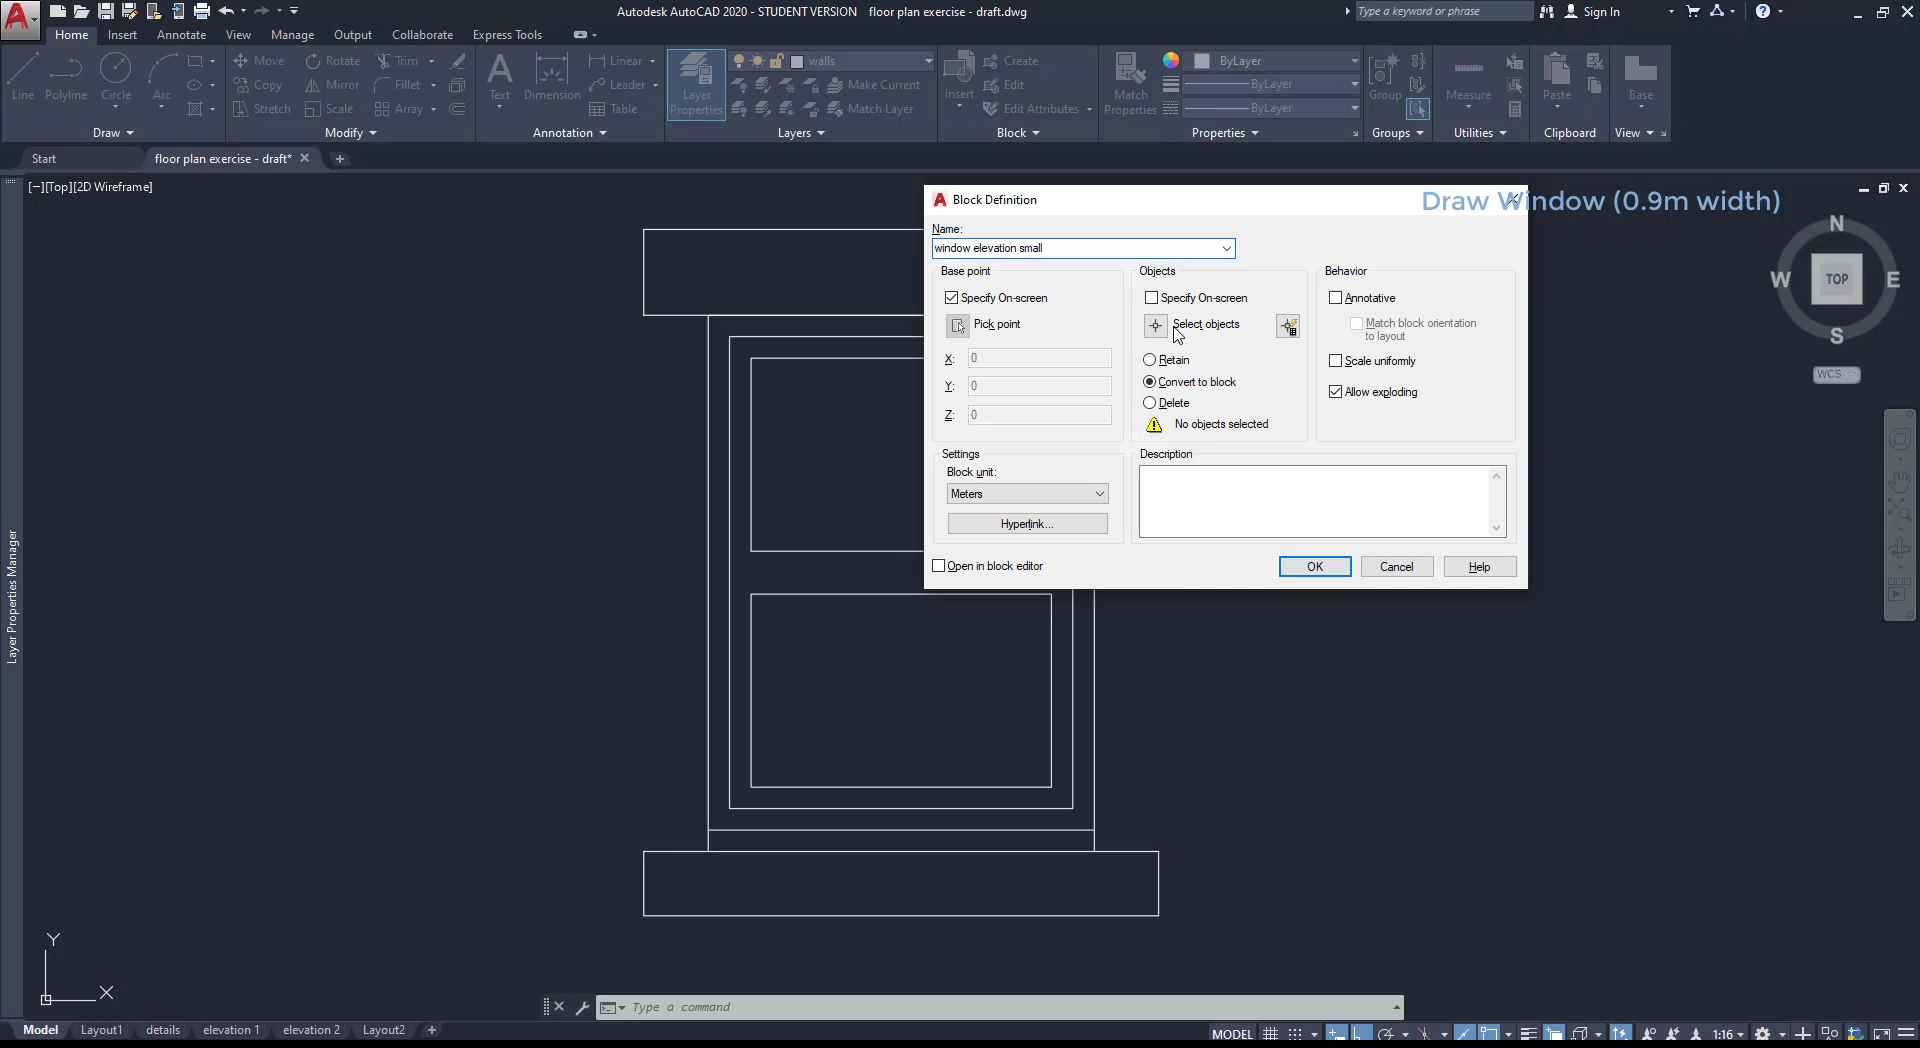 Autodesk AutoCAD 2020 - STUDENT VERSION floor plan exercise - draft.dwg
Type a keyword or phrase
Sign In
Home Insert Annotate View Manage Output Collaborate Express Tools
Line Polyline Circle Arc
Draw
Move Rotate Trim
Copy Mirror Fillet
Stretch Scale Array
Modify
Text Dimension
Linear
Leader
Table
Annotation
Layer Properties
walls
Make Current
Match Layer
Layers
Insert
Create
Edit
Edit Attributes
Block
Match Properties
ByLayer
ByLayer
ByLayer
Properties
Group
Groups
Measure
Utilities
Paste
Clipboard
Base
View
Start
floor plan exercise - draft*
[−][Top][2D Wireframe]
Draw Window (0.9m width)
N
W TOP E
S
WCS
Layer Properties Manager
Block Definition
Name:
window elevation small
Base point
Specify On-screen
Pick point
X: 0
Y: 0
Z: 0
Objects
Specify On-screen
Select objects
Retain
Convert to block
Delete
No objects selected
Behavior
Annotative
Match block orientation
to layout
Scale uniformly
Allow exploding
Settings
Block unit:
Meters
Hyperlink...
Description
Open in block editor
OK Cancel Help
Y
X
Type a command
Model Layout1 details elevation 1 elevation 2 Layout2
MODEL
1:16